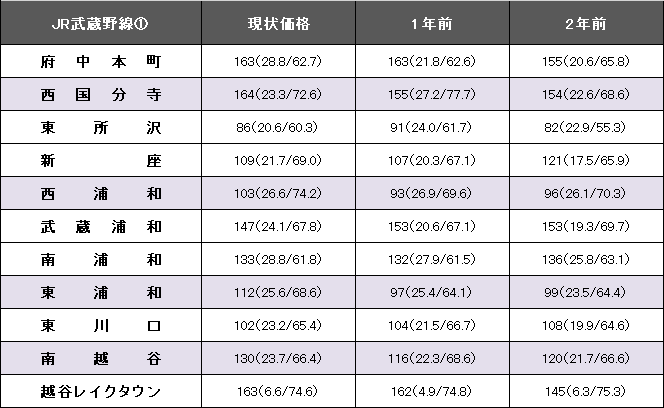 JR武蔵野線① 現状価格 1年前 2年前
府中本町 163(28.8/62.7) 163(21.8/62.6) 155(20.6/65.8)
西国分寺 164(23.3/72.6) 155(27.2/77.7) 154(22.6/68.6)
東所沢 86(20.6/60.3) 91(24.0/61.7) 82(22.9/55.3)
新座 109(21.7/69.0) 107(20.3/67.1) 121(17.5/65.9)
西浦和 103(26.6/74.2) 93(26.9/69.6) 96(26.1/70.3)
武蔵浦和 147(24.1/67.8) 153(20.6/67.1) 153(19.3/69.7)
南浦和 133(28.8/61.8) 132(27.9/61.5) 136(25.8/63.1)
東浦和 112(25.6/68.6) 97(25.4/64.1) 99(23.5/64.4)
東川口 102(23.2/65.4) 104(21.5/66.7) 108(19.9/64.6)
南越谷 130(23.7/66.4) 116(22.3/68.6) 120(21.7/66.6)
越谷レイクタウン 163(6.6/74.6) 162(4.9/74.8) 145(6.3/75.3)